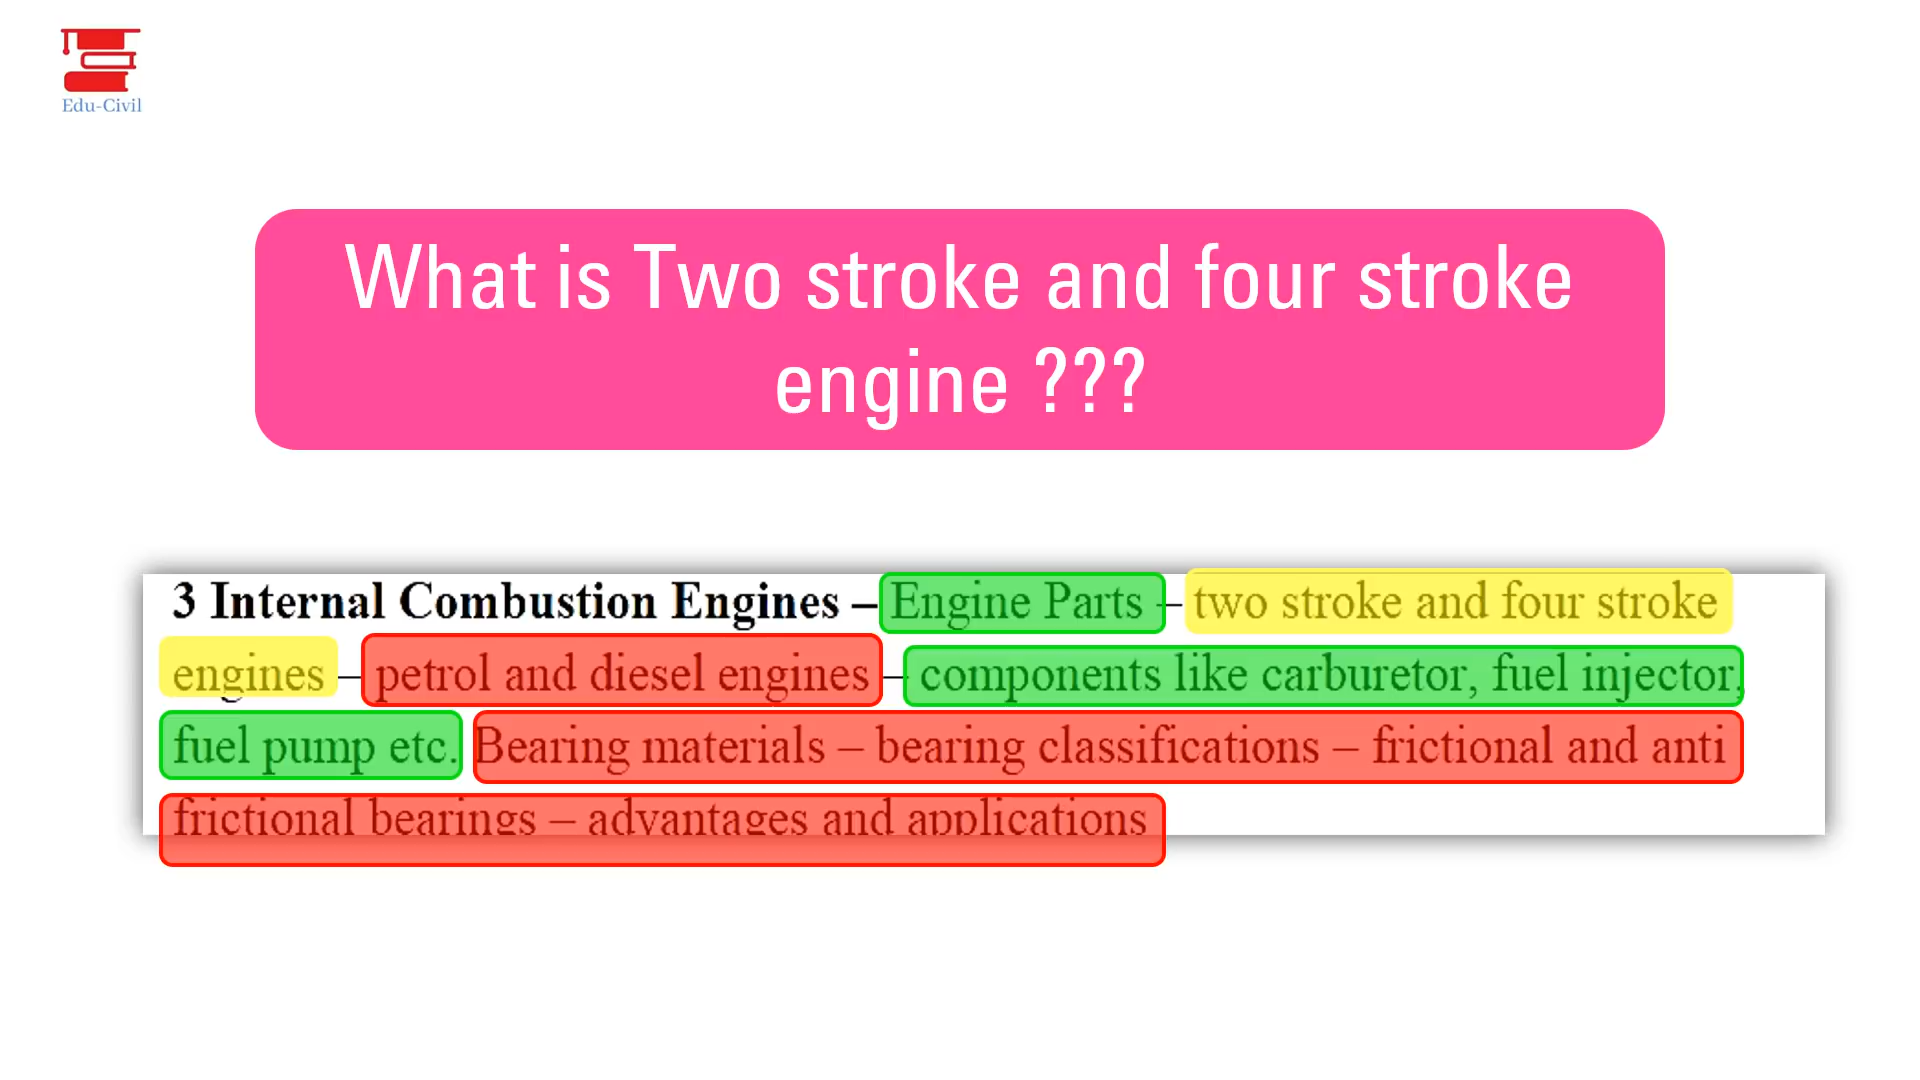 Edu-Civil
What is Two stroke and four stroke
engine ???
3 Internal Combustion Engines – Engine Parts – two stroke and four stroke
engines – petrol and diesel engines – components like carburetor, fuel injector,
fuel pump etc. Bearing materials – bearing classifications – frictional and anti
frictional bearings – advantages and applications